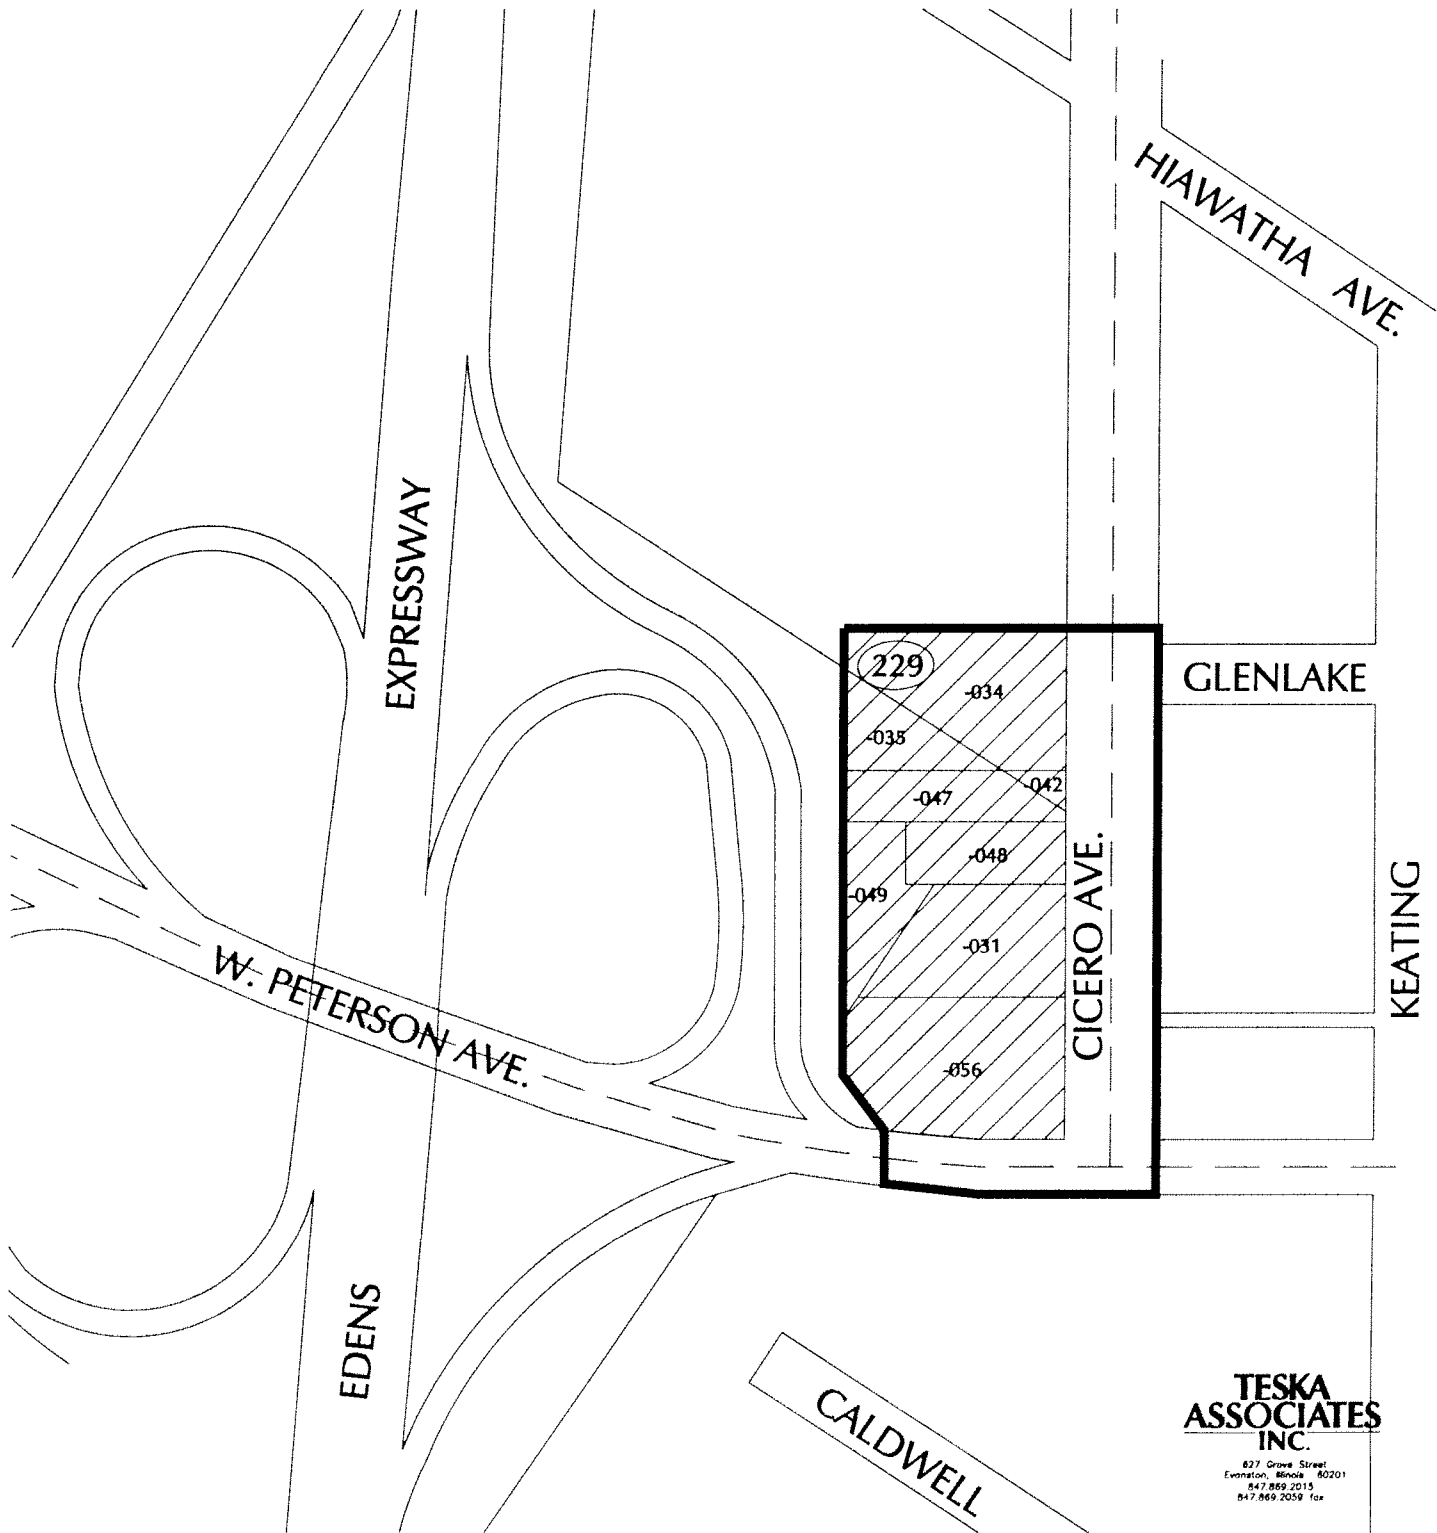 HIAWATHA AVE.
EXPRESSWAY
229
-034
GLENLAKE
-035
-042
-047
-048
CICERO AVE.
-049
KEATING
-031
W. PETERSON AVE.
-056
EDENS
CALDWELL
TESKA
ASSOCIATES
INC.
627 Grove Street
Evanston, Illinois 60201
847.869.2015
847.869.2059 fax